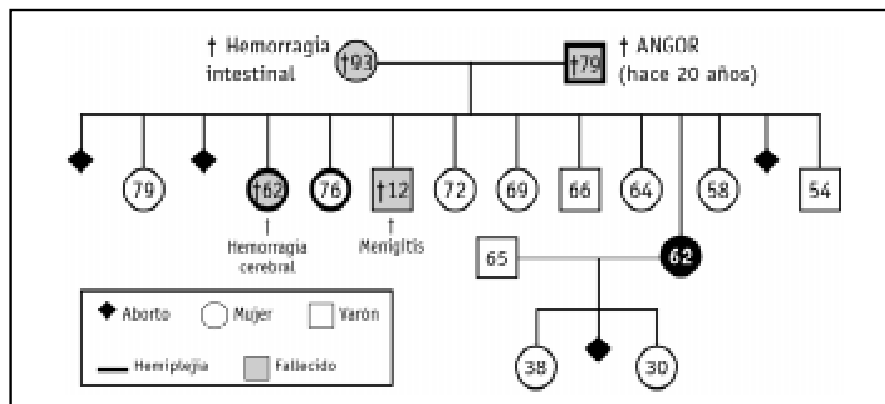 † Hemorragia
intestinal
†93
†79
† ANGOR
(hace 20 años)
79
†62
76
†12
72
69
66
64
58
54
†
Hemorragia
cerebral
†
Menigitis
65
62
Aborto
Mujer
Varón
Hemiplejia
Fallecido
38
30